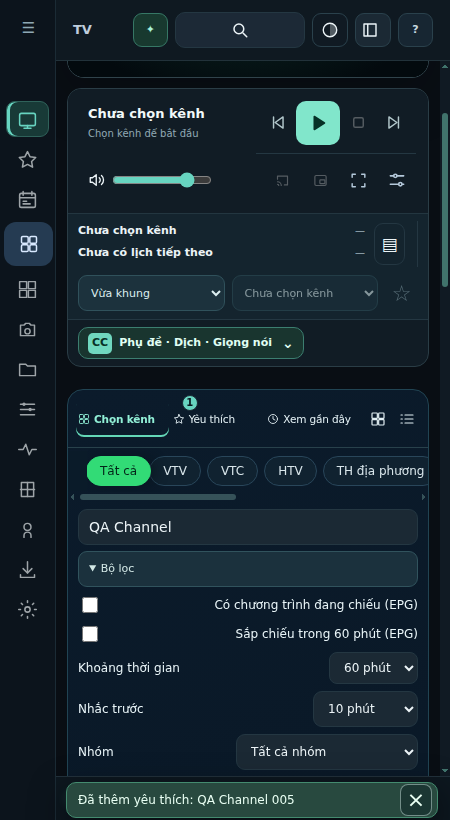 TV
?
Chưa chọn kênh
Chọn kênh để bắt đầu
Chưa chọn kênh —
Chưa có lịch tiếp theo —
Vừa khung Chưa chọn kênh
CC Phụ đề · Dịch · Giọng nói
1
Chọn kênh Yêu thích Xem gần đây
Tất cả VTV VTC HTV TH địa phương
QA Channel
Bộ lọc
Có chương trình đang chiếu (EPG)
Sắp chiếu trong 60 phút (EPG)
Khoảng thời gian 60 phút
Nhắc trước 10 phút
Nhóm Tất cả nhóm
Đã thêm yêu thích: QA Channel 005